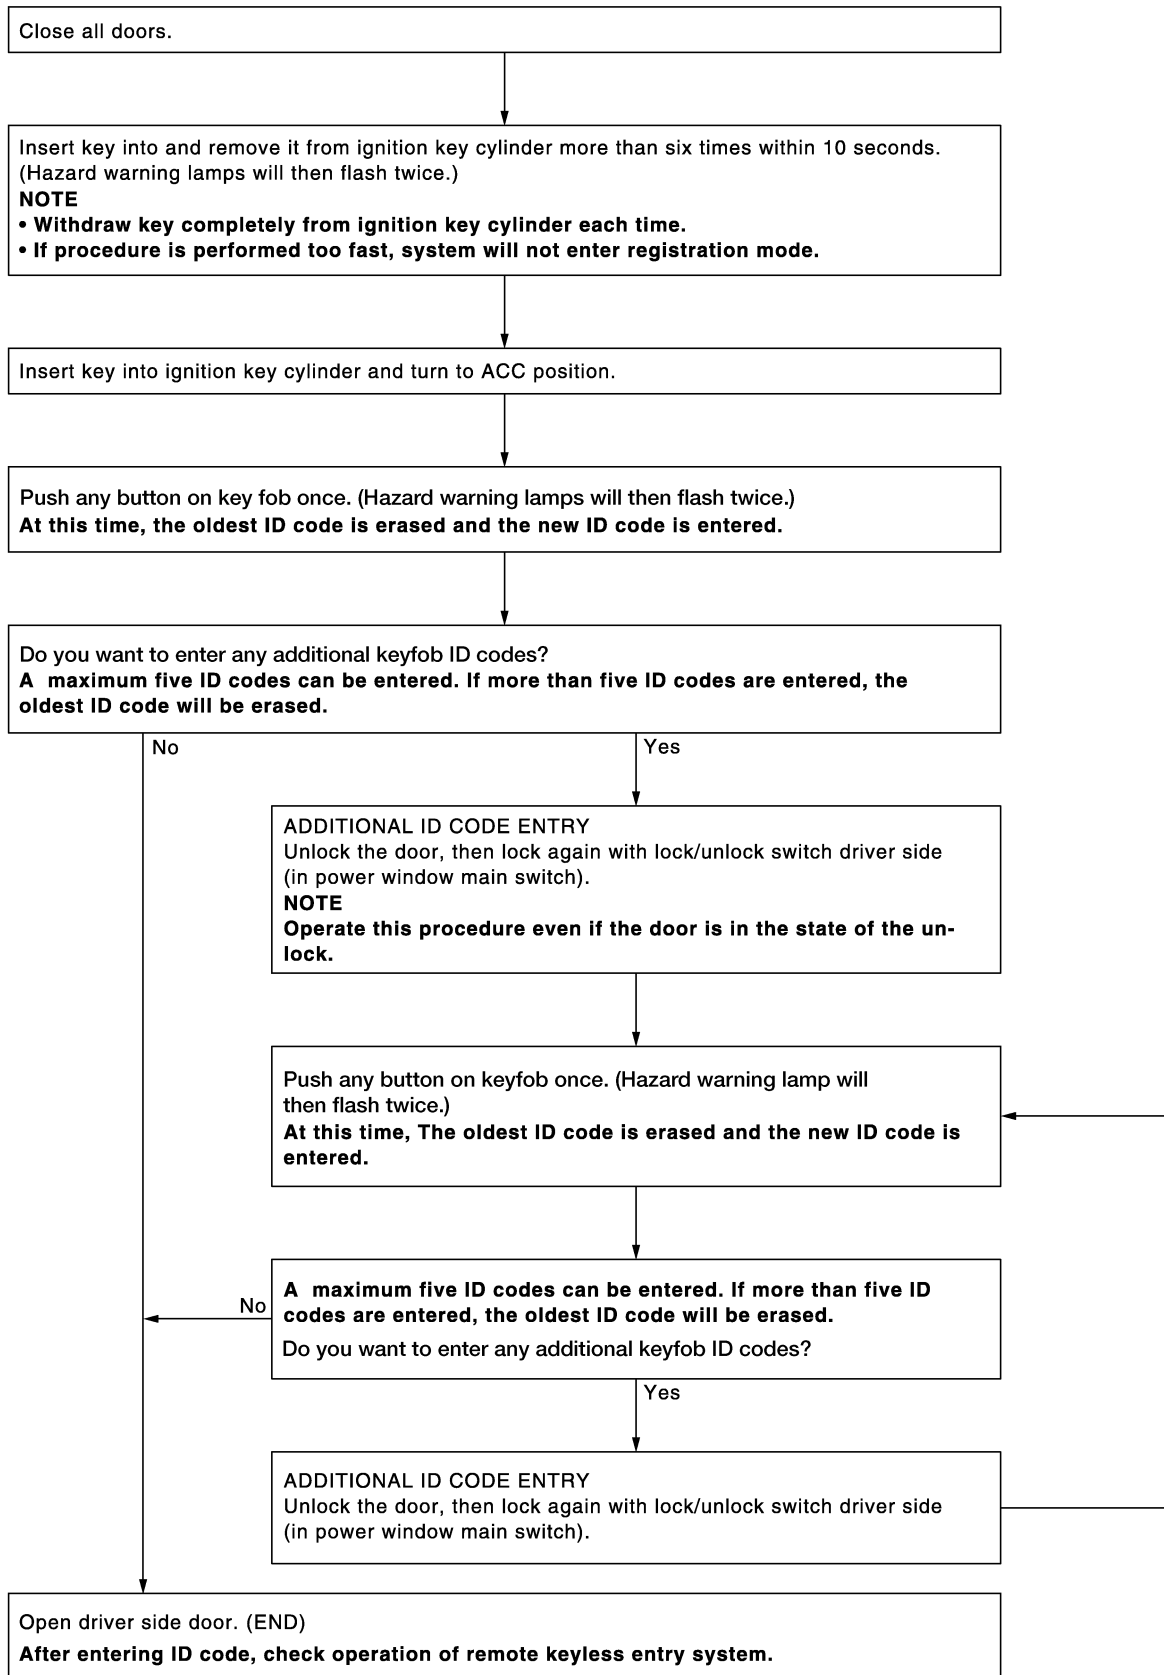 Close all doors.
Insert key into and remove it from ignition key cylinder more than six times within 10 seconds.
(Hazard warning lamps will then flash twice.)
NOTE
• Withdraw key completely from ignition key cylinder each time.
• If procedure is performed too fast, system will not enter registration mode.
Insert key into ignition key cylinder and turn to ACC position.
Push any button on key fob once. (Hazard warning lamps will then flash twice.)
At this time, the oldest ID code is erased and the new ID code is entered.
Do you want to enter any additional keyfob ID codes?
A maximum five ID codes can be entered. If more than five ID codes are entered, the
oldest ID code will be erased.
No
Yes
ADDITIONAL ID CODE ENTRY
Unlock the door, then lock again with lock/unlock switch driver side
(in power window main switch).
NOTE
Operate this procedure even if the door is in the state of the un-
lock.
Push any button on keyfob once. (Hazard warning lamp will
then flash twice.)
At this time, The oldest ID code is erased and the new ID code is
entered.
A maximum five ID codes can be entered. If more than five ID
codes are entered, the oldest ID code will be erased.
Do you want to enter any additional keyfob ID codes?
No
Yes
ADDITIONAL ID CODE ENTRY
Unlock the door, then lock again with lock/unlock switch driver side
(in power window main switch).
Open driver side door. (END)
After entering ID code, check operation of remote keyless entry system.